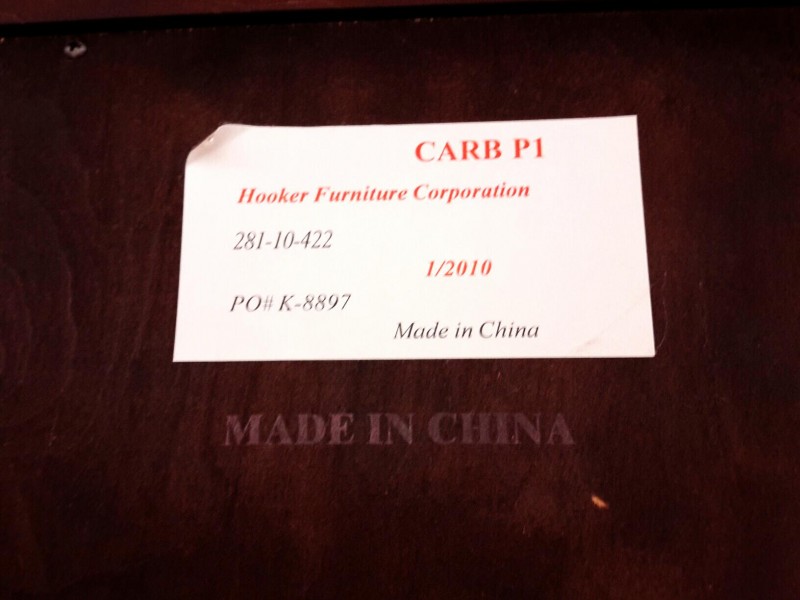 CARB P1
Hooker Furniture Corporation
281-10-422
1/2010
PO# K-8897
Made in China
MADE IN CHINA